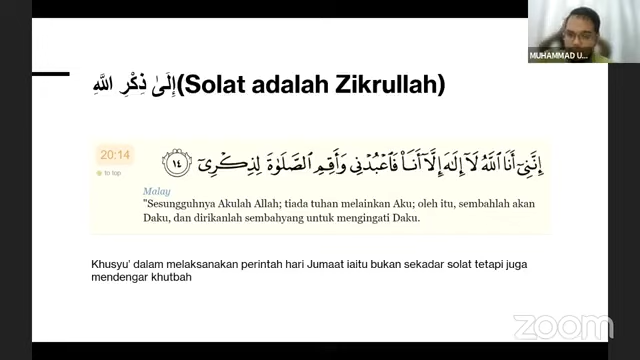 MUHAMMAD U...
إِلَىٰ ذِكْرِ اللَّهِ(Solat adalah Zikrullah)
20:14
to top
إِنَّنِىٓ أَنَا ٱللَّهُ لَآ إِلَـٰهَ إِلَّآ أَنَا۠ فَٱعْبُدْنِى وَأَقِمِ ٱلصَّلَوٰةَ لِذِكْرِىٓ ١٤
Malay
"Sesungguhnya Akulah Allah; tiada tuhan melainkan Aku; oleh itu, sembahlah akan
Daku, dan dirikanlah sembahyang untuk mengingati Daku.
Khusyu' dalam melaksanakan perintah hari Jumaat iaitu bukan sekadar solat tetapi juga
mendengar khutbah
zoom